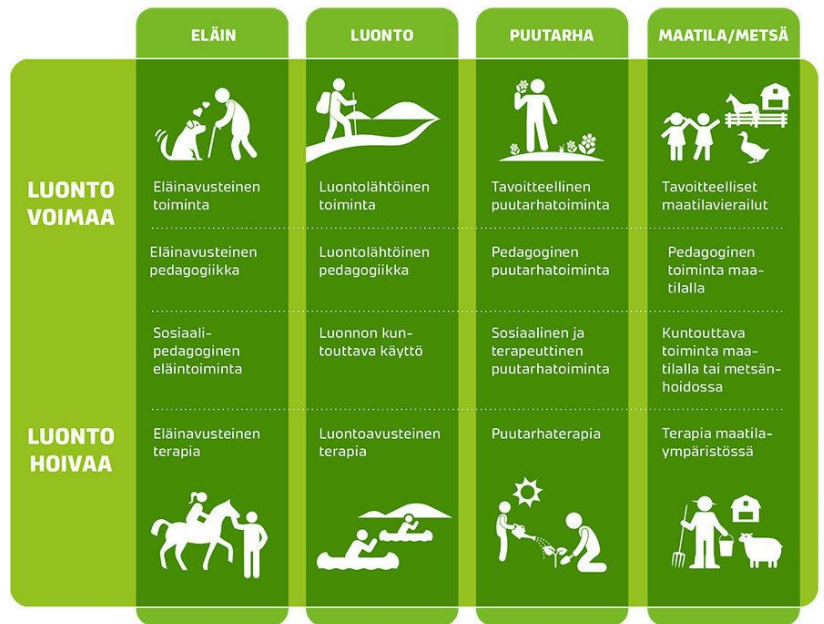 ELÄIN
LUONTO
PUUTARHA
MAATILA/METSÄ
LUONTO
VOIMAA
Eläinavusteinen
toiminta
Luontolähtöinen
toiminta
Tavoitteellinen
puutarhatoiminta
Tavoitteelliset
maatilavierailut
Eläinavusteinen
pedagogiikka
Luontolähtöinen
pedagogiikka
Pedagoginen
puutarhatoiminta
Pedagoginen
toiminta maa-
tilalla
Sosiaali-
pedagoginen
eläintoiminta
Luonnon kun-
touttava käyttö
Sosiaalinen ja
terapeuttinen
puutarhatoiminta
Kuntouttava
toiminta maa-
tilalla tai metsän-
hoidossa
LUONTO
HOIVAA
Eläinavusteinen
terapia
Luontoavusteinen
terapia
Puutarhaterapia
Terapia maatila-
ympäristössä